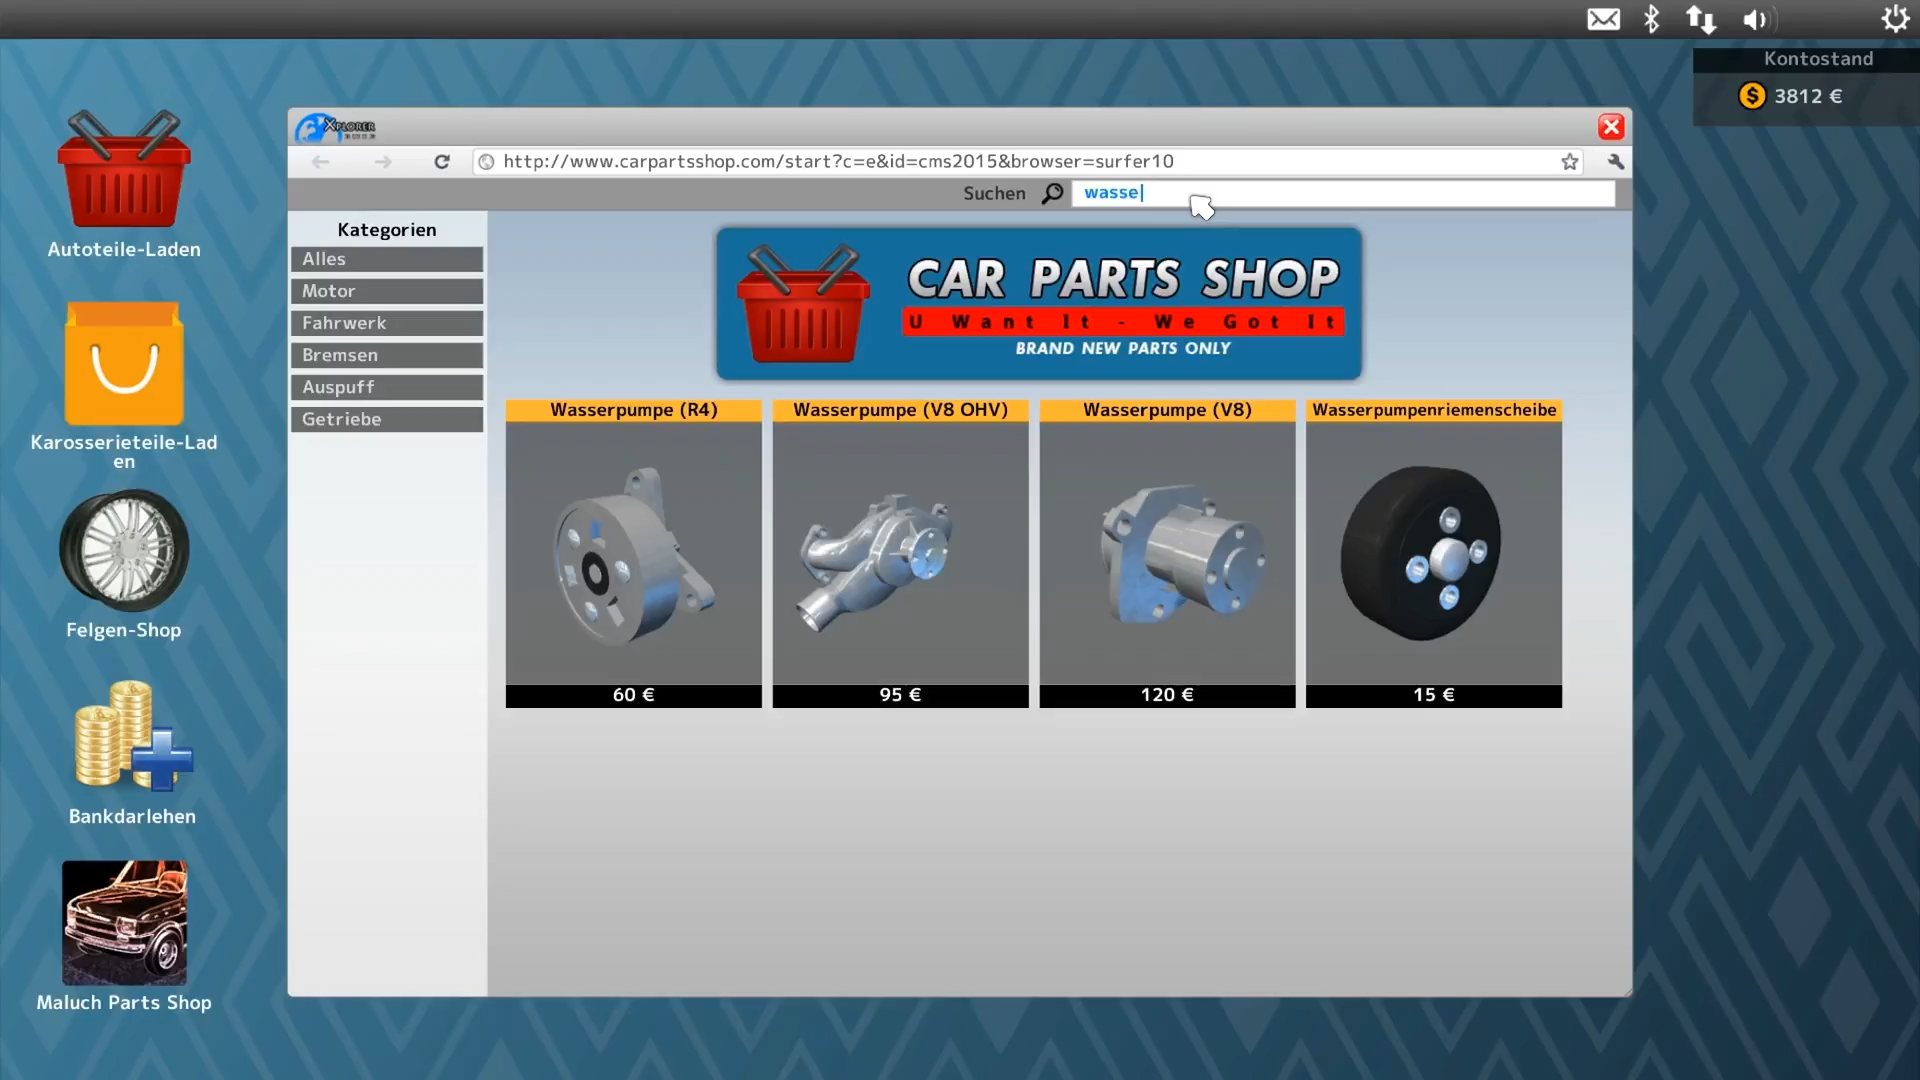 Kontostand
3812 €
XPLORER
http://www.carpartsshop.com/start?c=e&id=cms2015&browser=surfer10
Suchen
wasse
Kategorien
Alles
Motor
Fahrwerk
Bremsen
Auspuff
Getriebe
CAR PARTS SHOP
U Want It - We Got It
BRAND NEW PARTS ONLY
Wasserpumpe (R4)
60 €
Wasserpumpe (V8 OHV)
95 €
Wasserpumpe (V8)
120 €
Wasserpumpenriemenscheibe
15 €
Autoteile-Laden
Karosserieteile-Lad
en
Felgen-Shop
Bankdarlehen
Maluch Parts Shop